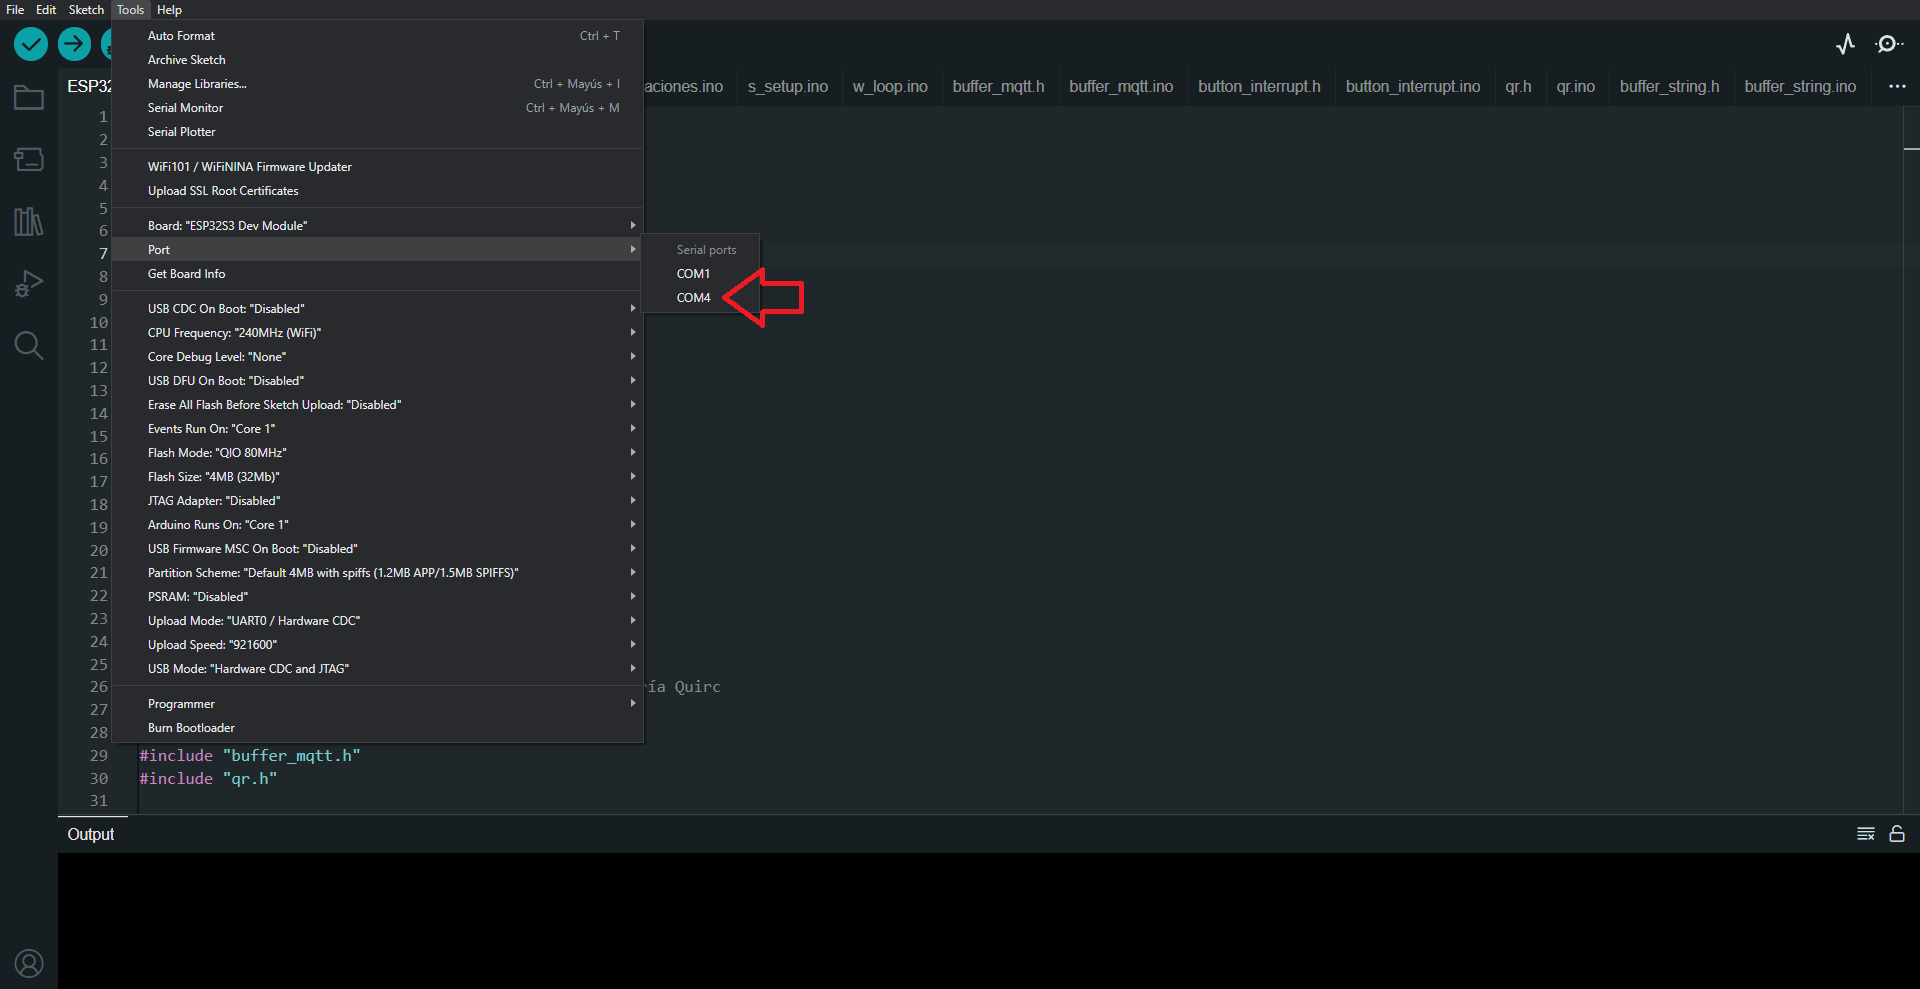 File Edit Sketch Tools Help
Auto Format Ctrl + T
Archive Sketch
Manage Libraries... Ctrl + Mayús + I
Serial Monitor Ctrl + Mayús + M
Serial Plotter
WiFi101 / WiFiNINA Firmware Updater
Upload SSL Root Certificates
Board: "ESP32S3 Dev Module"
Port
Get Board Info
USB CDC On Boot: "Disabled"
CPU Frequency: "240MHz (WiFi)"
Core Debug Level: "None"
USB DFU On Boot: "Disabled"
Erase All Flash Before Sketch Upload: "Disabled"
Events Run On: "Core 1"
Flash Mode: "QIO 80MHz"
Flash Size: "4MB (32Mb)"
JTAG Adapter: "Disabled"
Arduino Runs On: "Core 1"
USB Firmware MSC On Boot: "Disabled"
Partition Scheme: "Default 4MB with spiffs (1.2MB APP/1.5MB SPIFFS)"
PSRAM: "Disabled"
Upload Mode: "UART0 / Hardware CDC"
Upload Speed: "921600"
USB Mode: "Hardware CDC and JTAG"
Programmer
Burn Bootloader
Serial ports
COM1
COM4
ESP32 aciones.ino s_setup.ino w_loop.ino buffer_mqtt.h buffer_mqtt.ino button_interrupt.h button_interrupt.ino qr.h qr.ino buffer_string.h buffer_string.ino ...
1
2
3
4
5
6
7
8
9
10
11
12
13
14
15
16
17
18
19
20
21
22
23
24
25
26 ría Quirc
27
28
29 #include "buffer_mqtt.h"
30 #include "qr.h"
31
Output